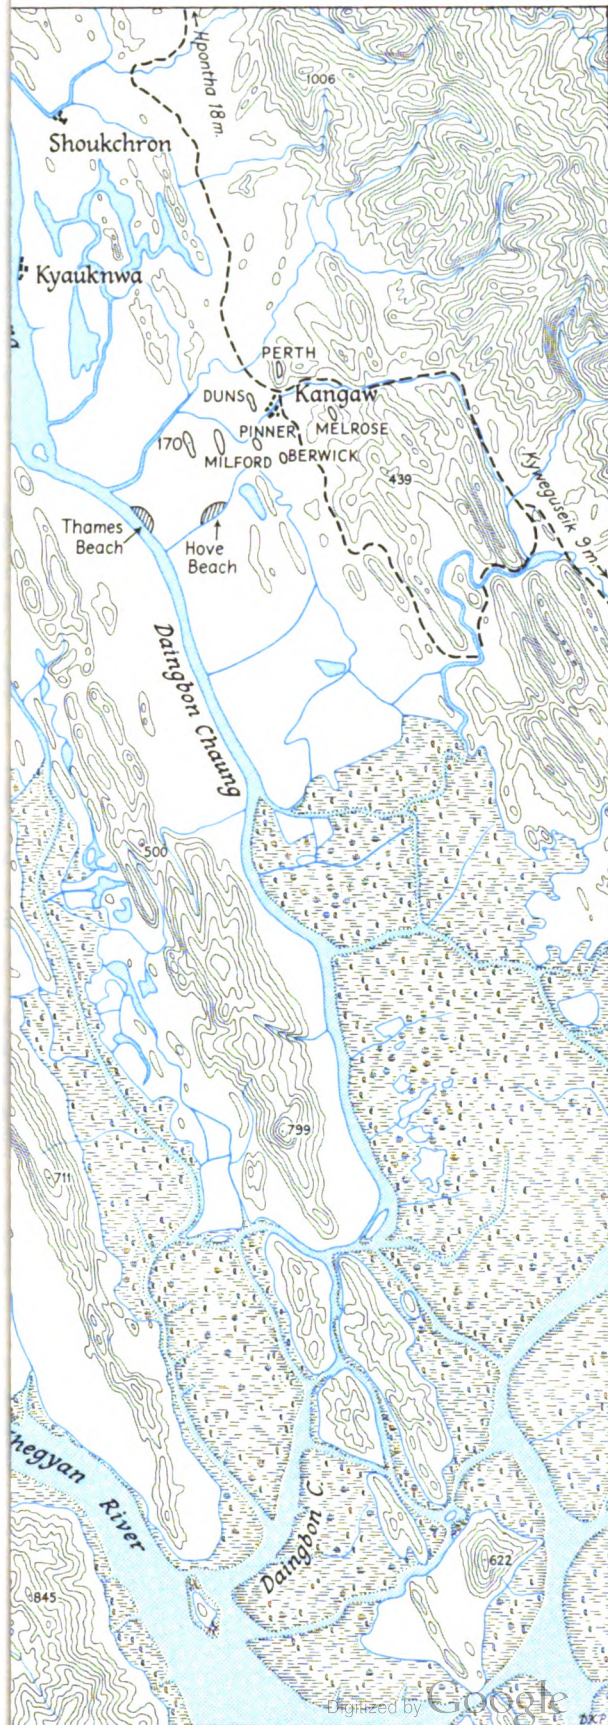 Hpontha 18 m.
1006
Shoukchron
Kyauknwa
PERTH
DUNS
Kangaw
PINNER
MELROSE
170
MILFORD
BERWICK
439
Kyweguseik 9 m.
Thames
Beach
Hove
Beach
Daingbon Chaung
500
799
711
River
Daingbon C.
622
845
Digitized by Google